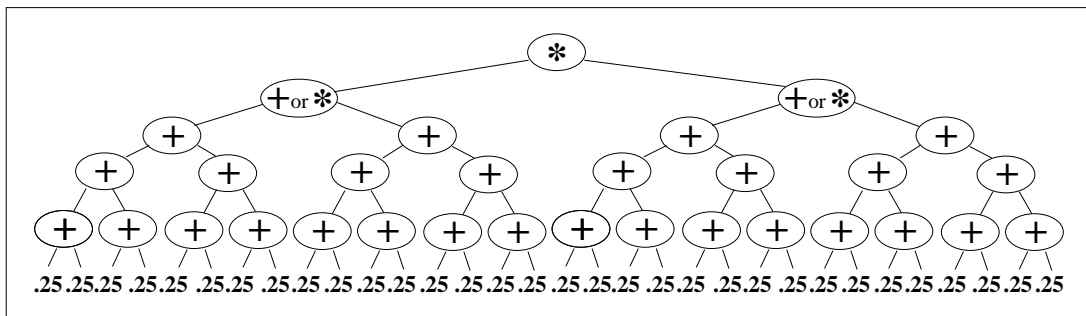 *
+or * +or *
+ + + +
+ + + + + + + +
+ + + + + + + + + + + + + + + +
.25 .25 .25 .25 .25 .25 .25 .25 .25 .25 .25 .25 .25 .25 .25 .25 .25 .25 .25 .25 .25 .25 .25 .25 .25 .25 .25 .25 .25 .25 .25 .25